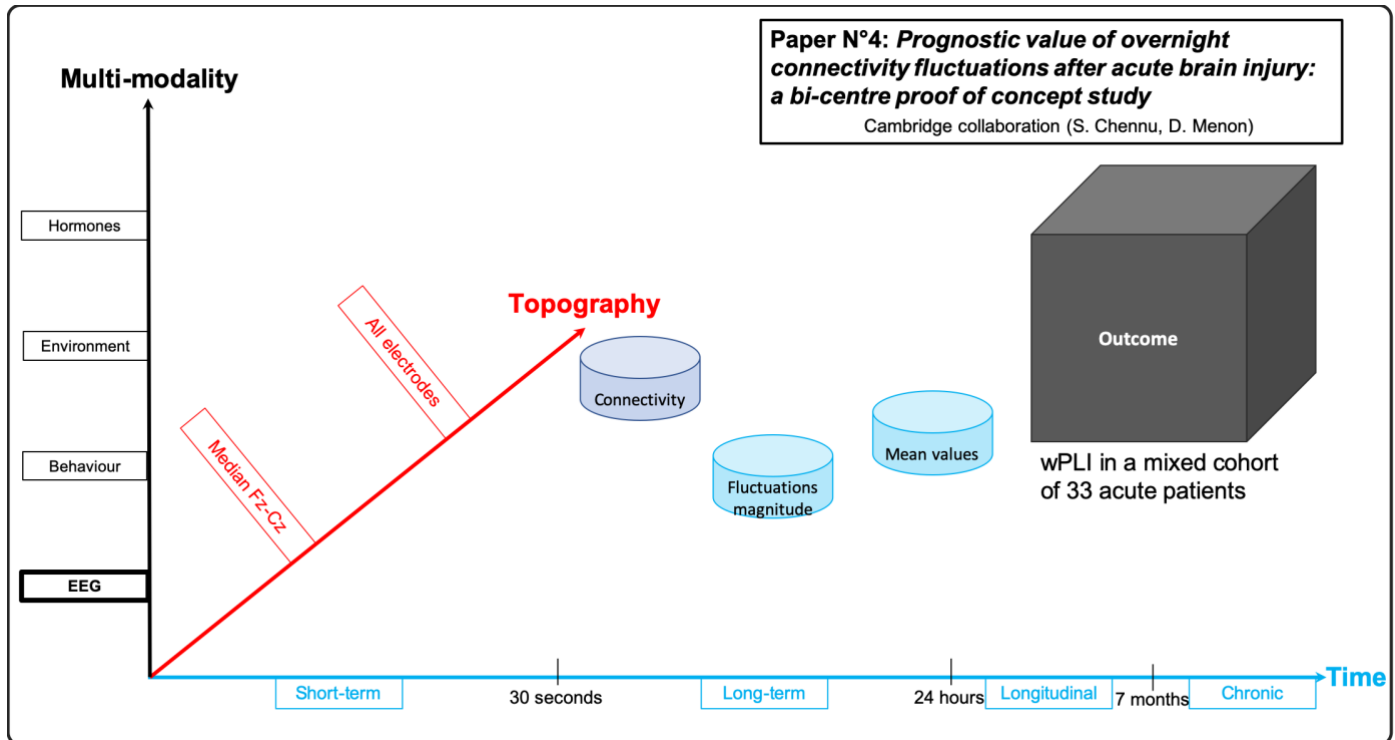 Paper N°4: Prognostic value of overnight
connectivity fluctuations after acute brain injury:
a bi-centre proof of concept study
Cambridge collaboration (S. Chennu, D. Menon)
Multi-modality
Hormones
Environment
Behaviour
EEG
Topography
All electrodes
Median Fz-Cz
Connectivity
Fluctuations
magnitude
Mean values
Outcome
wPLI in a mixed cohort
of 33 acute patients
Time
Short-term
30 seconds
Long-term
24 hours
Longitudinal
7 months
Chronic